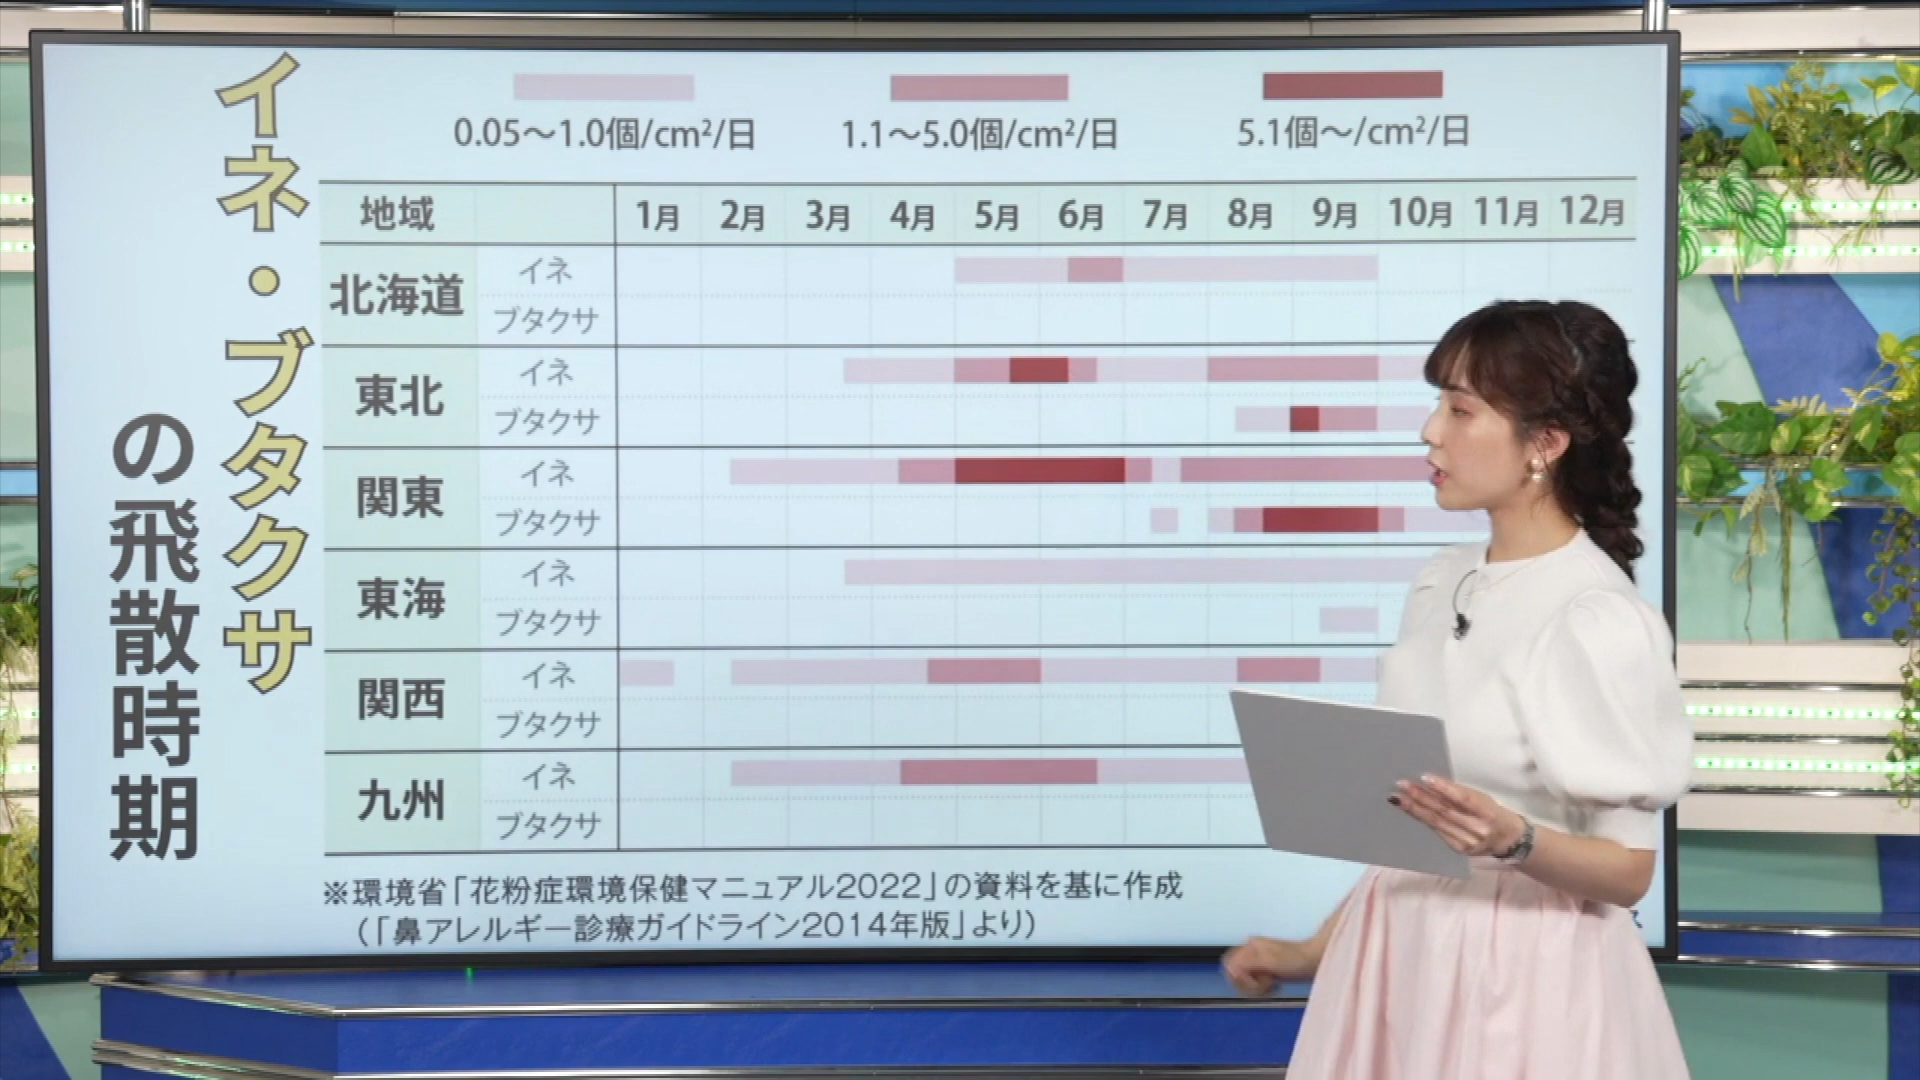 イネ・ブタクサ
の飛散時期
0.05～1.0個/cm²/日 1.1～5.0個/cm²/日 5.1個～/cm²/日
地域 1月 2月 3月 4月 5月 6月 7月 8月 9月 10月 11月 12月
北海道 イネ
ブタクサ
東北 イネ
ブタクサ
関東 イネ
ブタクサ
東海 イネ
ブタクサ
関西 イネ
ブタクサ
九州 イネ
ブタクサ
※環境省「花粉症環境保健マニュアル2022」の資料を基に作成
(「鼻アレルギー診療ガイドライン2014年版」より)
ス